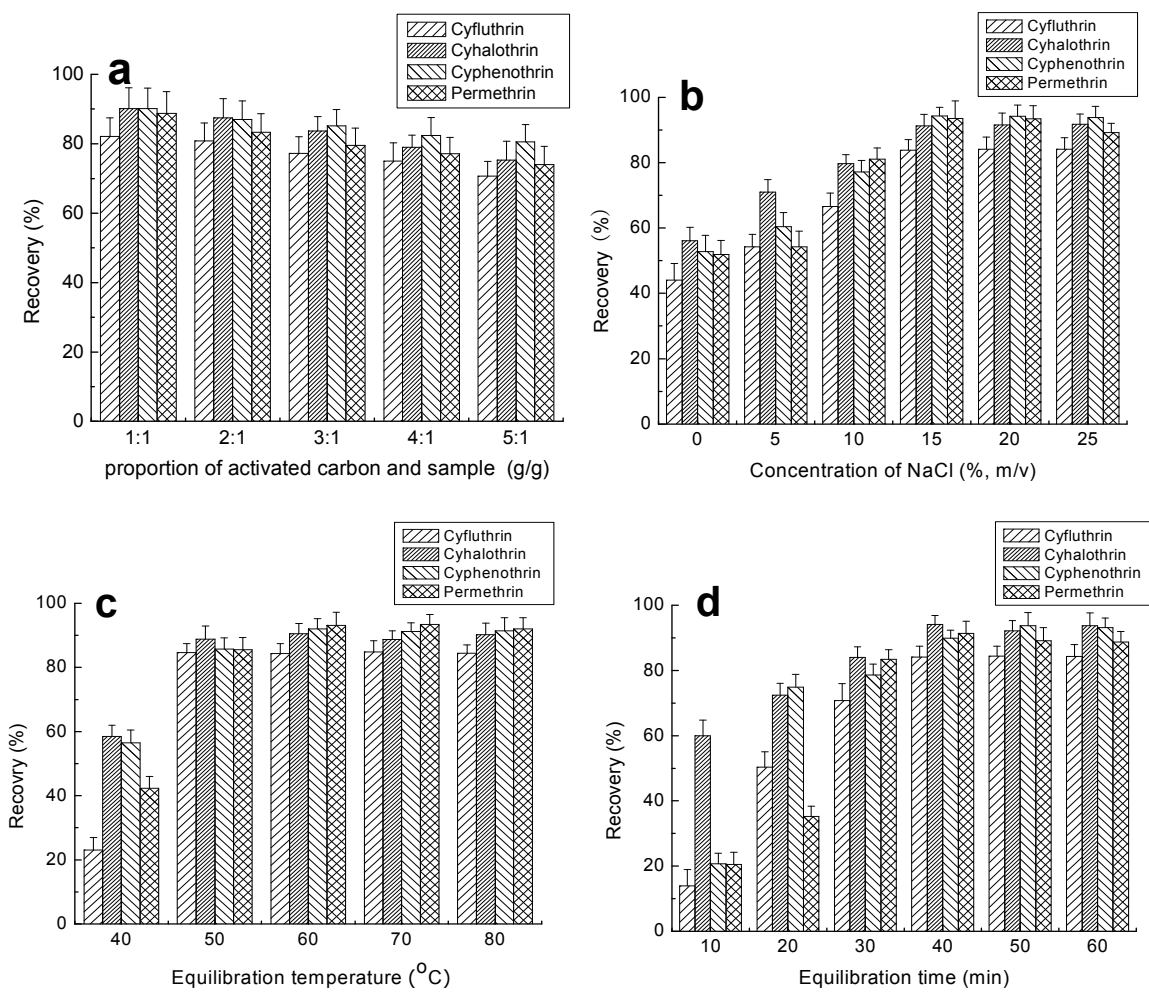 a
Cyfluthrin
Cyhalothrin
Cyphenothrin
Permethrin
100
80
60
40
20
0
Recovery (%)
1:1 2:1 3:1 4:1 5:1
proportion of activated carbon and sample (g/g)
b
Cyfluthrin
Cyhalothrin
Cyphenothrin
Permethrin
100
80
60
40
20
0
Recovery (%)
0 5 10 15 20 25
Concentration of NaCl (%, m/v)
c
Cyfluthrin
Cyhalothrin
Cyphenothrin
Permethrin
100
80
60
40
20
0
Recovry (%)
40 50 60 70 80
Equilibration temperature (°C)
d
Cyfluthrin
Cyhalothrin
Cyphenothrin
Permethrin
100
80
60
40
20
0
Recovery (%)
10 20 30 40 50 60
Equilibration time (min)